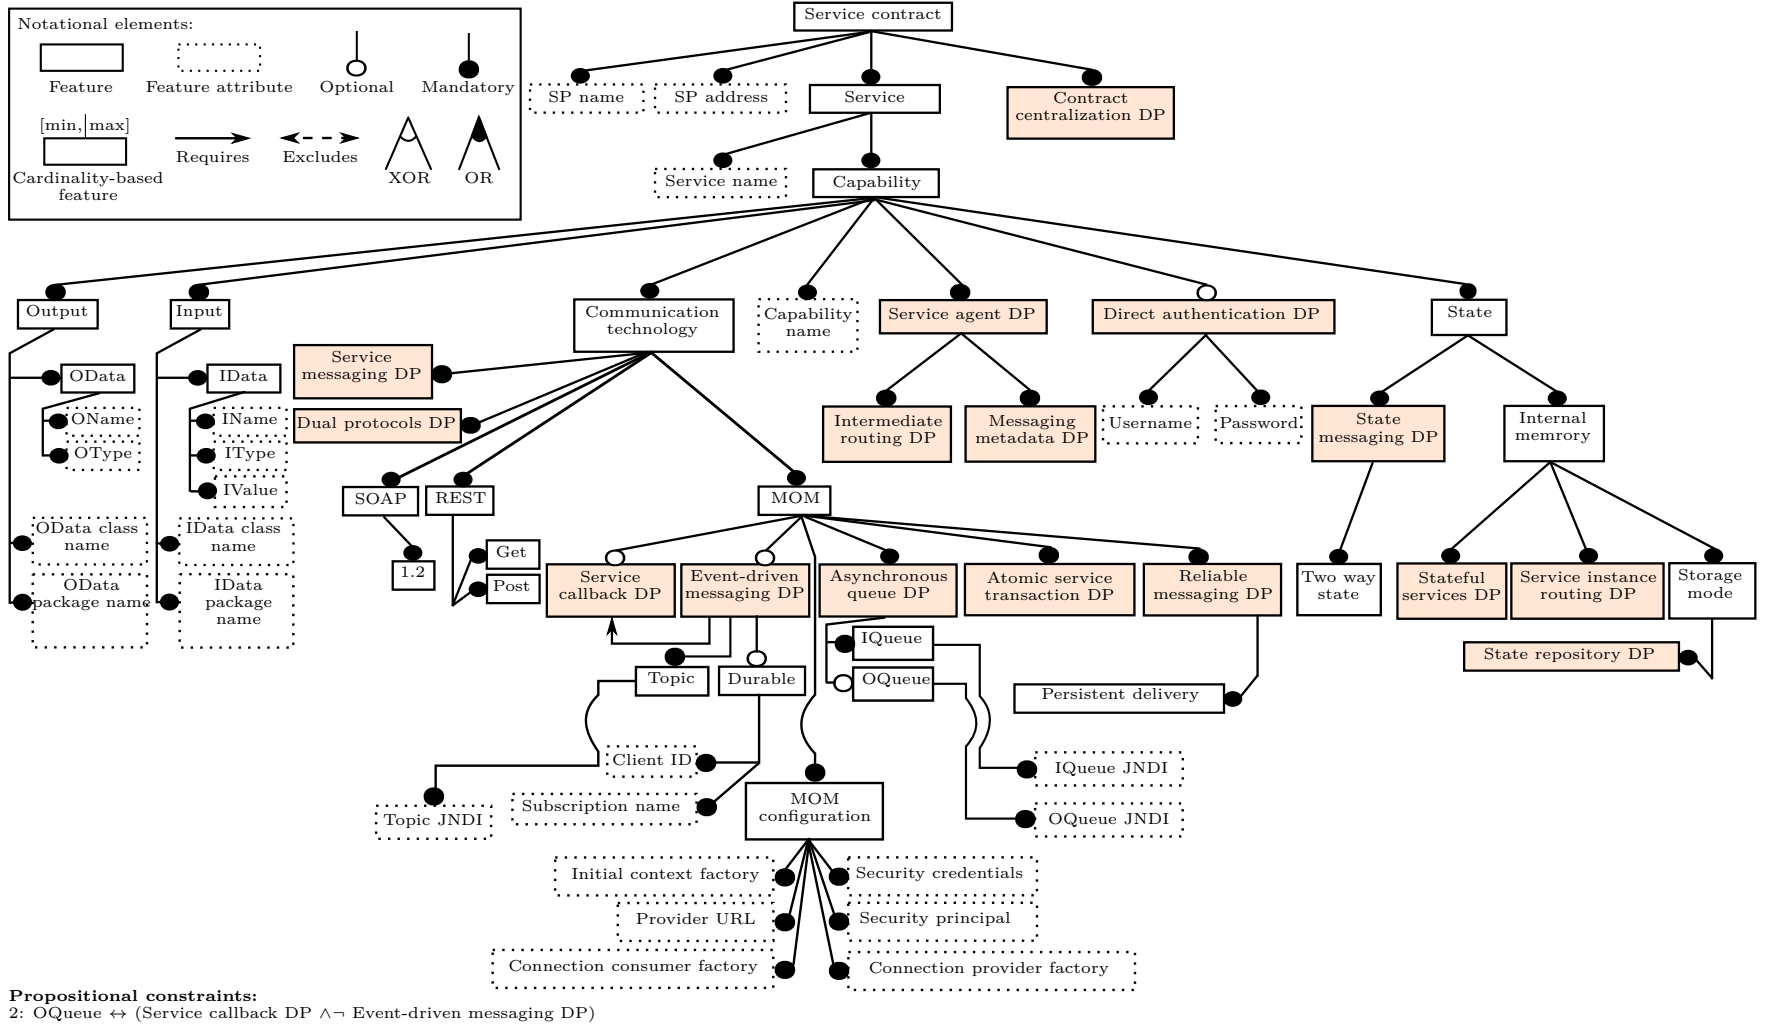 Notational elements:
Feature
Feature attribute
Optional
Mandatory
[min, max]
Cardinality-based
feature
Requires
Excludes
XOR
OR
Service contract
SP name
SP address
Service
Contract
centralization DP
Service name
Capability
Output
Input
Communication
technology
Capability
name
Service agent DP
Direct authentication DP
State
OData
OName
OType
OData class
name
OData
package name
IData
IName
IType
IValue
IData class
name
IData
package
name
Service
messaging DP
Dual protocols DP
SOAP
REST
MOM
1.2
Get
Post
Intermediate
routing DP
Messaging
metadata DP
Username
Password
State
messaging DP
Internal
memrory
Service
callback DP
Event-driven
messaging DP
Asynchronous
queue DP
Atomic service
transaction DP
Reliable
messaging DP
Two way
state
Stateful
services DP
Service instance
routing DP
Storage
mode
IQueue
OQueue
Topic
Durable
Persistent delivery
State repository DP
Client ID
Subscription name
Topic JNDI
MOM
configuration
IQueue JNDI
OQueue JNDI
Initial context factory
Security credentials
Provider URL
Security principal
Connection consumer factory
Connection provider factory
Propositional constraints:
2: OQueue ↔ (Service callback DP ∧¬ Event-driven messaging DP)